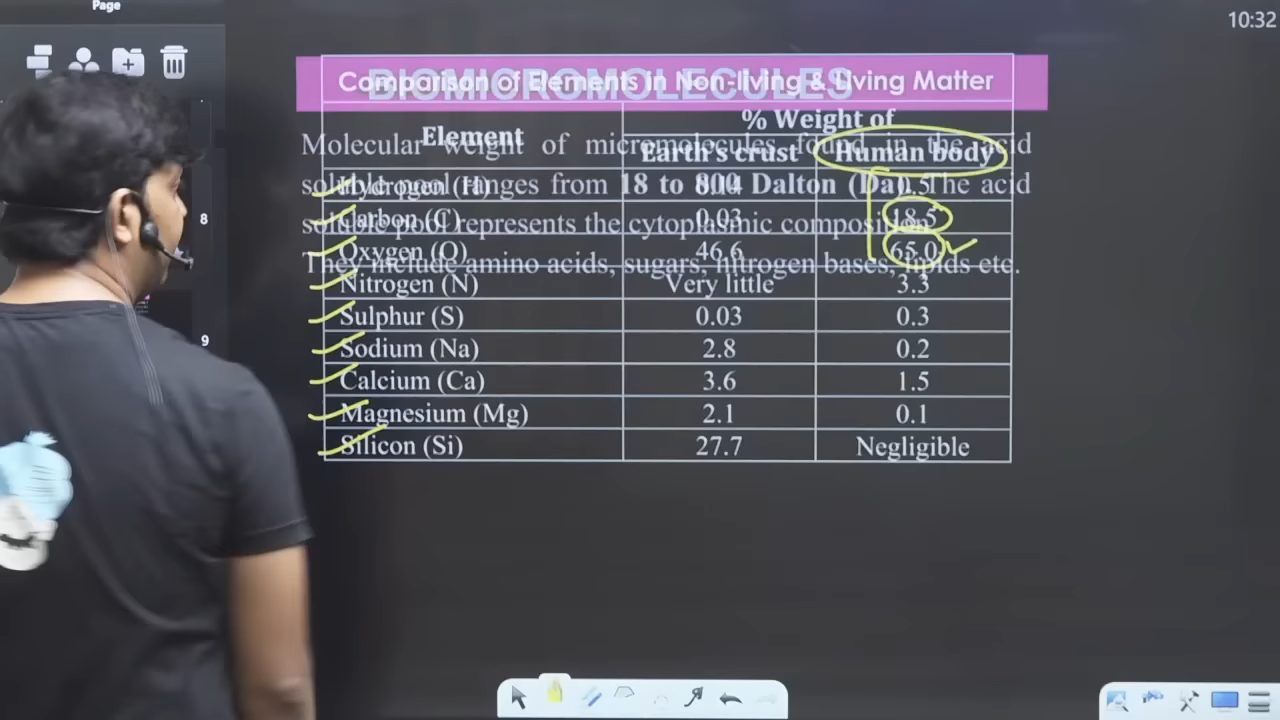 Page
10:32
8
9
BIOMICROMOLECULES
Comparison of Elements in Non-living & Living Matter
Element
% Weight of
Earth's crust
Human body
Molecular weight of micromolecules found in the acid
soluble pool ranges from 18 to 800 Dalton (Da). The acid
soluble pool represents the cytoplasmic composition.
They include amino acids, sugars, nitrogen bases, lipids etc.
Hydrogen (H) 0.14 0.5
Carbon (C) 0.03 18.5
Oxygen (O) 46.6 65.0
Nitrogen (N) Very little 3.3
Sulphur (S) 0.03 0.3
Sodium (Na) 2.8 0.2
Calcium (Ca) 3.6 1.5
Magnesium (Mg) 2.1 0.1
Silicon (Si) 27.7 Negligible